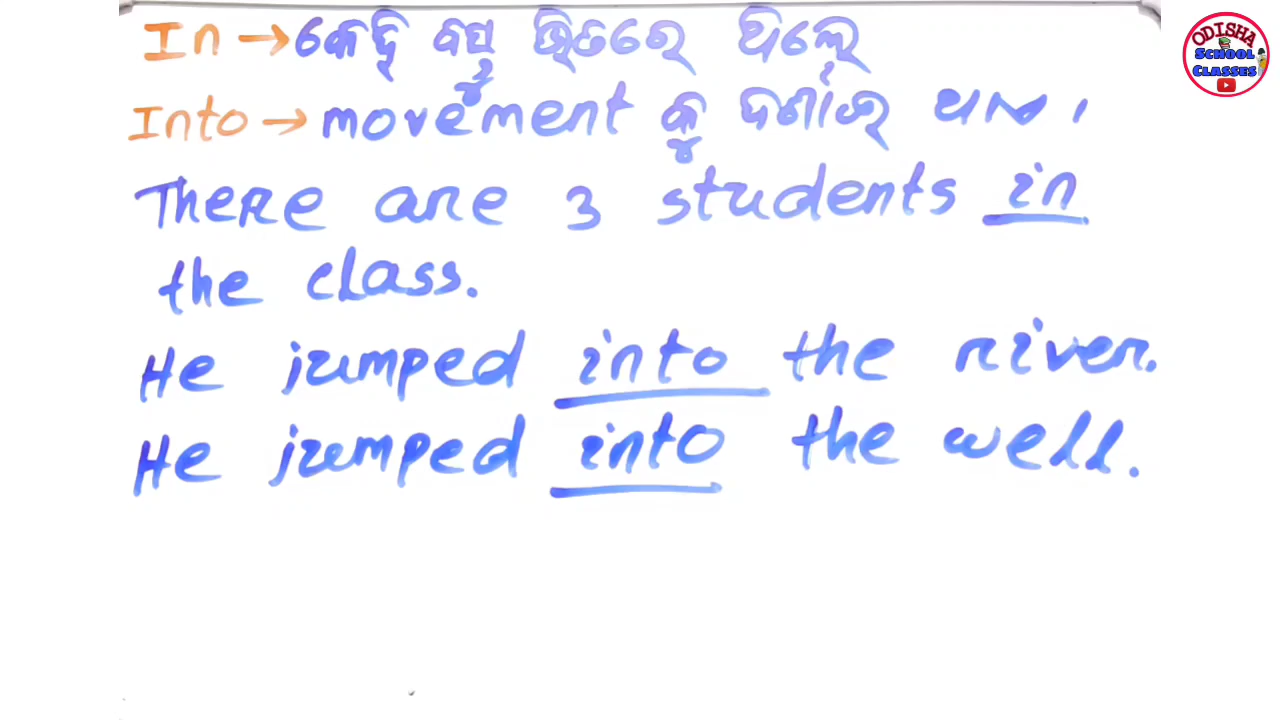 In → କେହି ବସ୍ତୁ ଭିତରେ ଥିଲେ
Into → movement କୁ ଦର୍ଶାଇ ଥାଏ ।
There are 3 students in
the class.
He jumped into the river.
He jumped into the well.
ODISHA
SCHOOL
CLASSES